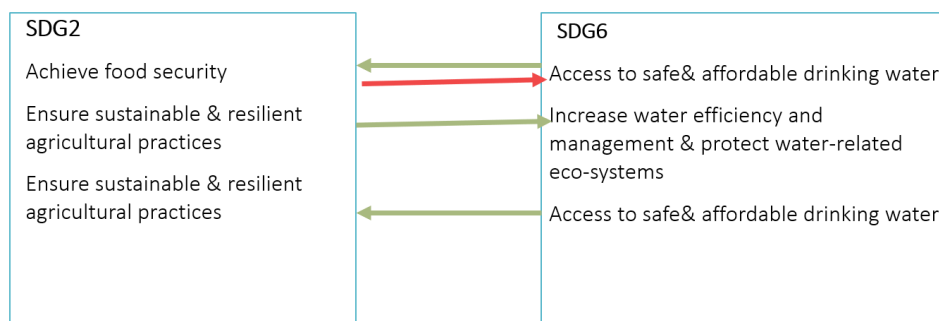 SDG2
Achieve food security
Ensure sustainable & resilient
agricultural practices
Ensure sustainable & resilient
agricultural practices
SDG6
Access to safe& affordable drinking water
Increase water efficiency and
management & protect water-related
eco-systems
Access to safe& affordable drinking water